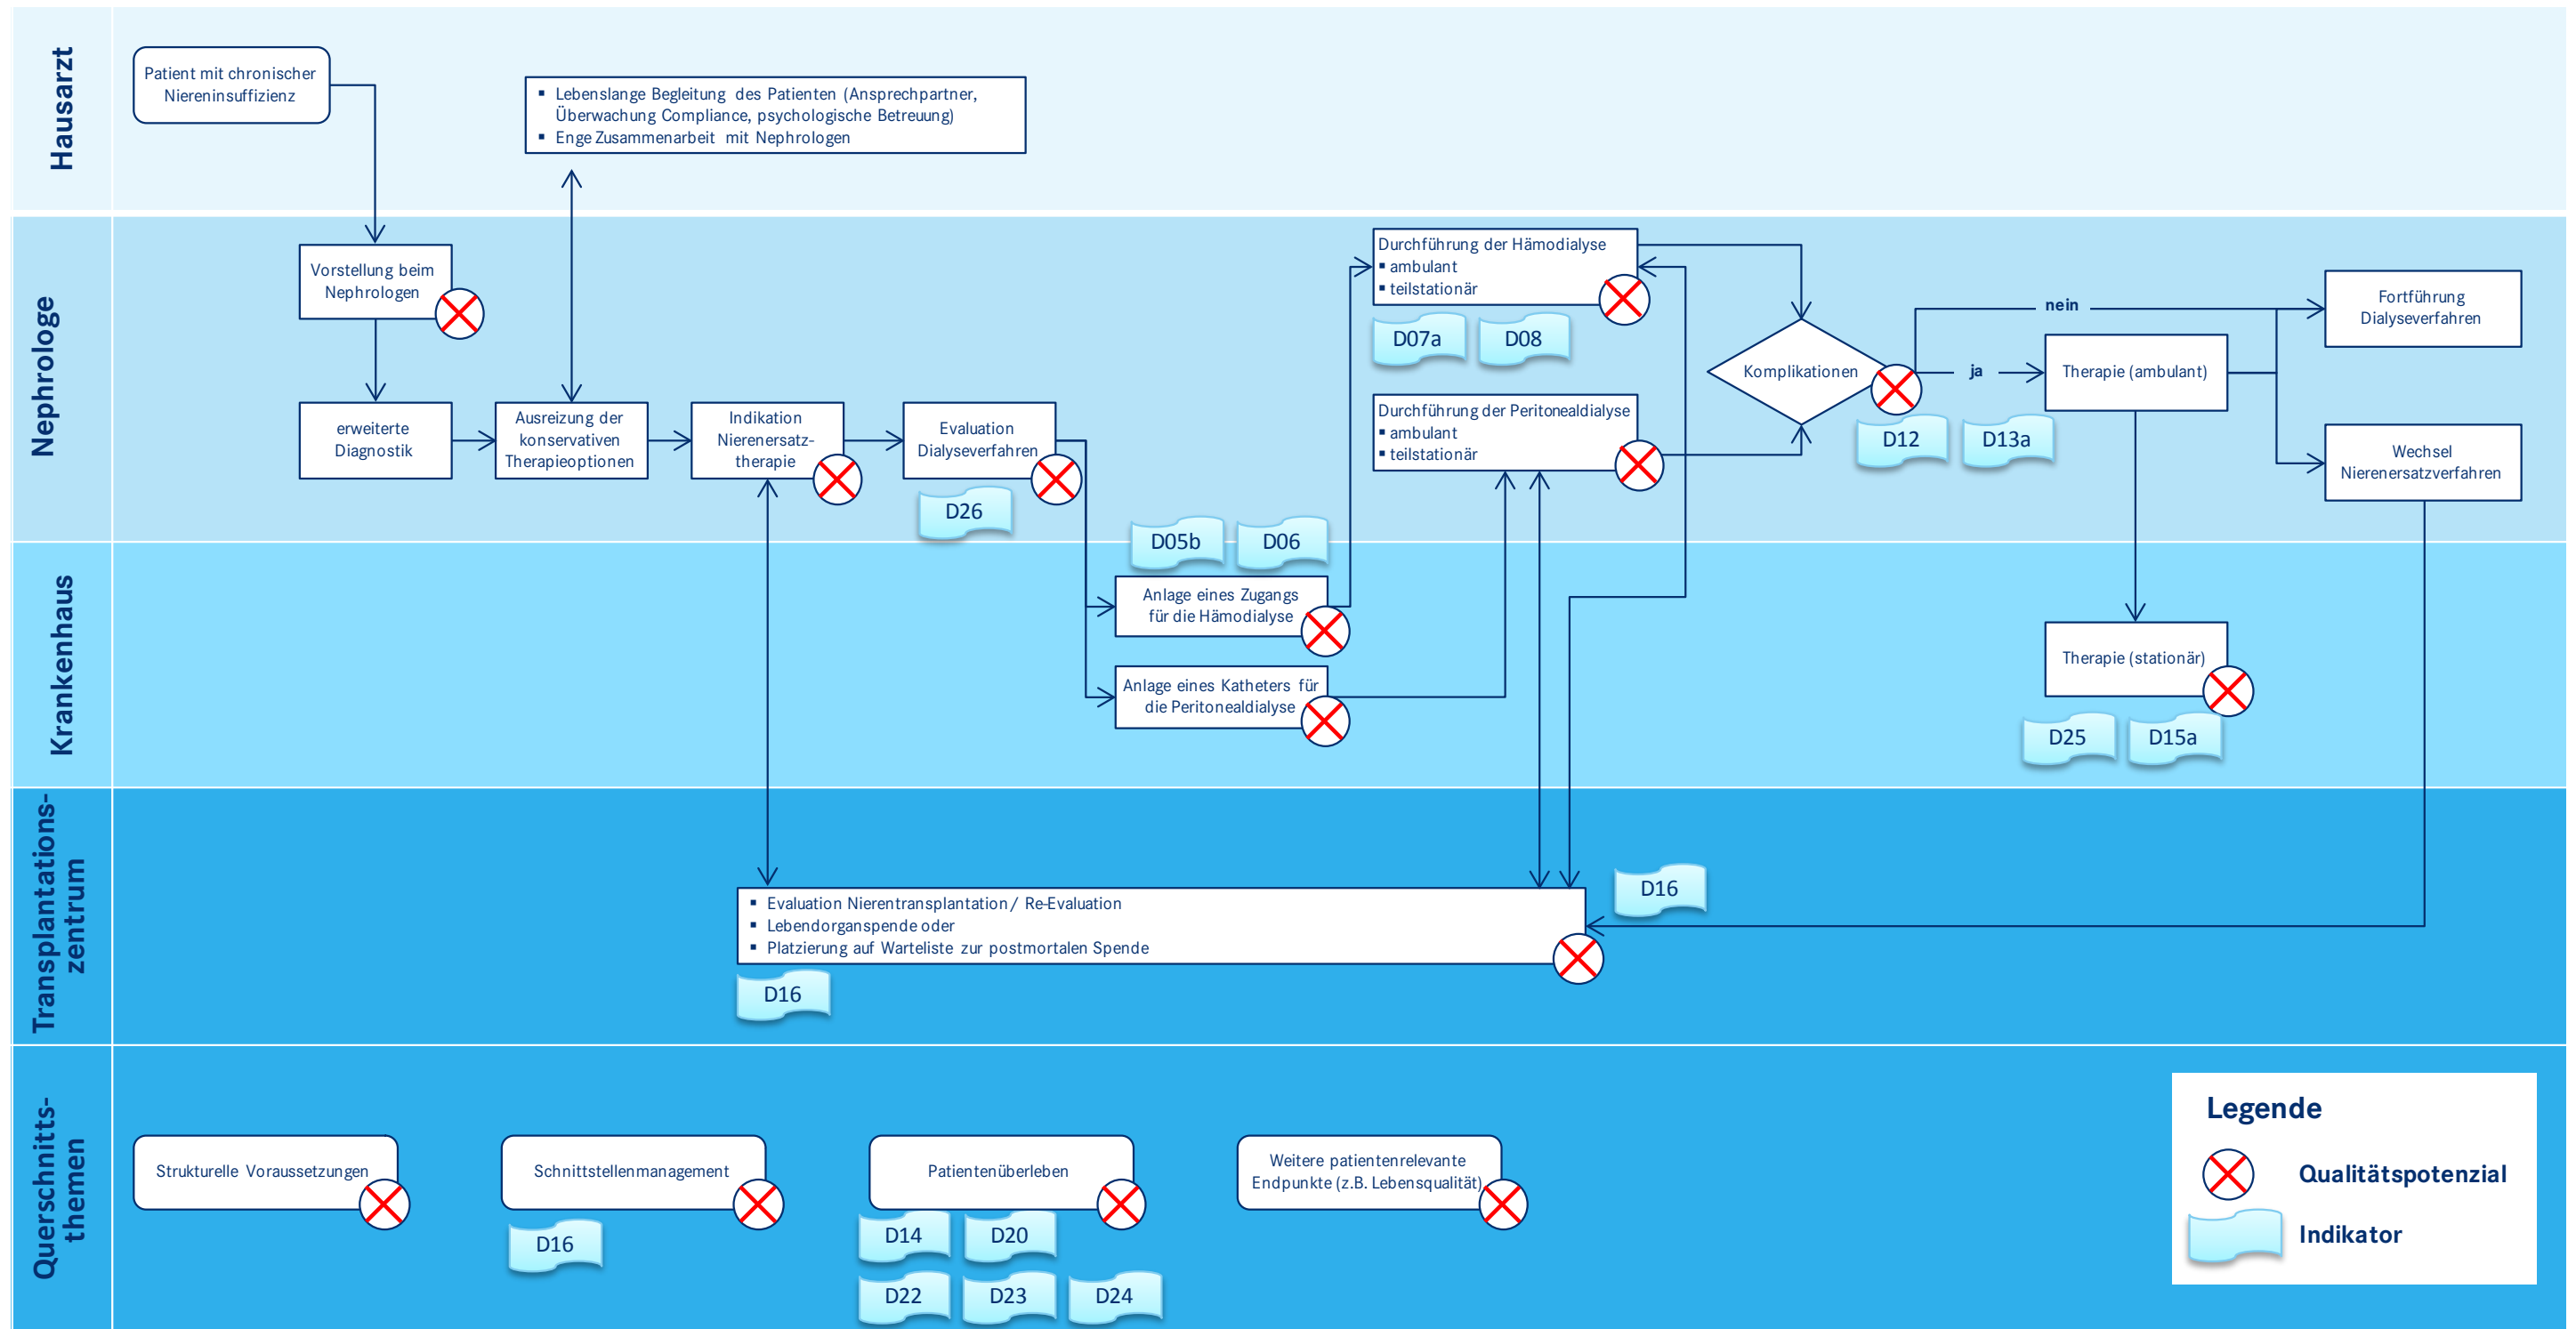 Hausarzt
Patient mit chronischer
Niereninsuffizienz
▪ Lebenslange Begleitung des Patienten (Ansprechpartner,
Überwachung Compliance, psychologische Betreuung)
▪ Enge Zusammenarbeit mit Nephrologen
Nephrologe
Vorstellung beim
Nephrologen
erweiterte
Diagnostik
Ausreizung der
konservativen
Therapieoptionen
Indikation
Nierenersatz-
therapie
Evaluation
Dialyseverfahren
D26
Durchführung der Hämodialyse
▪ ambulant
▪ teilstationär
D07a
D08
Durchführung der Peritonealdialyse
▪ ambulant
▪ teilstationär
Komplikationen
nein
ja
D12
D13a
Therapie (ambulant)
Fortführung
Dialyseverfahren
Wechsel
Nierenersatzverfahren
Krankenhaus
D05b
D06
Anlage eines Zugangs
für die Hämodialyse
Anlage eines Katheters für
die Peritonealdialyse
Therapie (stationär)
D25
D15a
Transplantations-
zentrum
▪ Evaluation Nierentransplantation / Re-Evaluation
▪ Lebendorganspende oder
▪ Platzierung auf Warteliste zur postmortalen Spende
D16
D16
Querschnitts-
themen
Strukturelle Voraussetzungen
Schnittstellenmanagement
D16
Patientenüberleben
D14
D20
D22
D23
D24
Weitere patientenrelevante
Endpunkte (z.B. Lebensqualität)
Legende
Qualitätspotenzial
Indikator